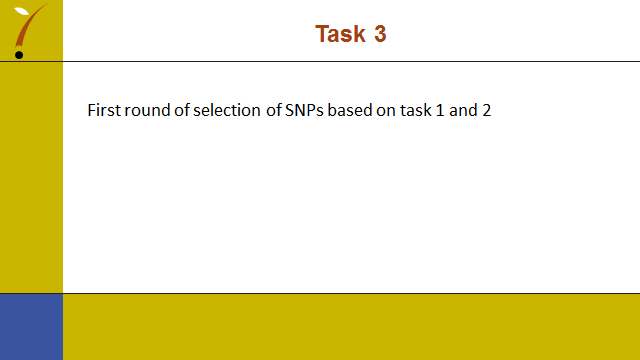 Task 3
First round of selection of SNPs based on task 1 and 2